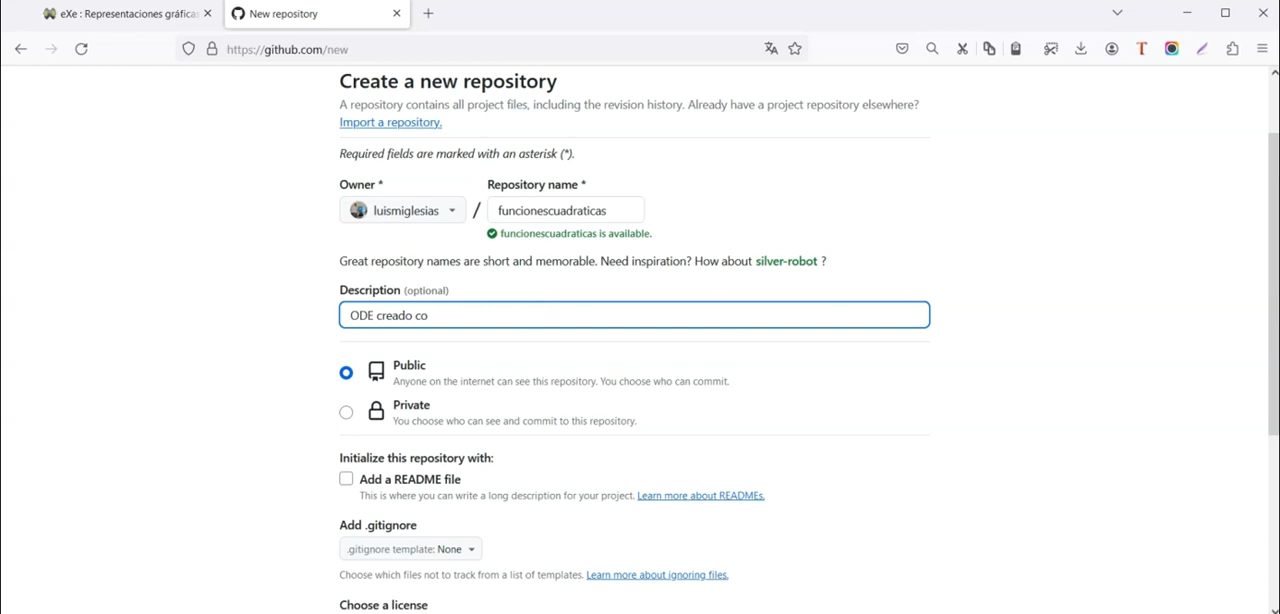 eXe : Representaciones gráficas
New repository
https://github.com/new
T
Create a new repository
A repository contains all project files, including the revision history. Already have a project repository elsewhere?
Import a repository.
Required fields are marked with an asterisk (*).
Owner * Repository name *
luismiglesias / funcionescuadraticas
funcionescuadraticas is available.
Great repository names are short and memorable. Need inspiration? How about silver-robot ?
Description (optional)
ODE creado co
Public
Anyone on the internet can see this repository. You choose who can commit.
Private
You choose who can see and commit to this repository.
Initialize this repository with:
Add a README file
This is where you can write a long description for your project. Learn more about READMEs.
Add .gitignore
.gitignore template: None
Choose which files not to track from a list of templates. Learn more about ignoring files.
Choose a license